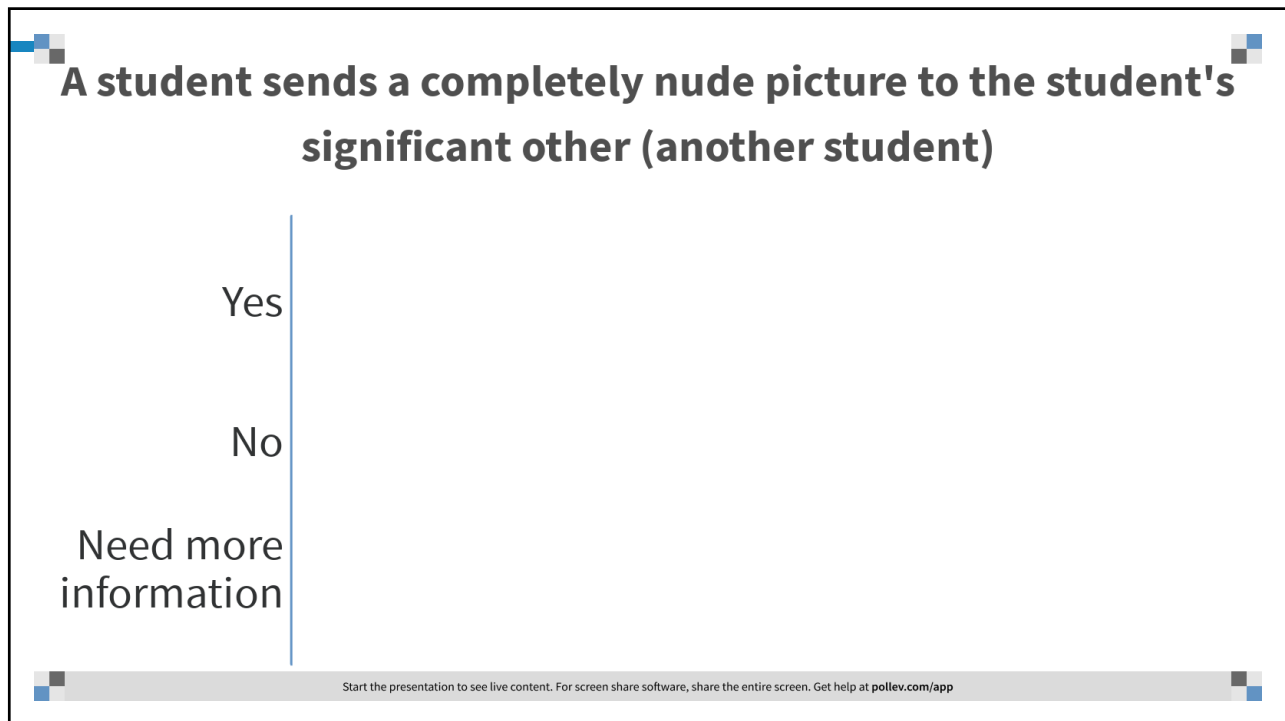 A student sends a completely nude picture to the student's
significant other (another student)
Yes
No
Need more
information
Start the presentation to see live content. For screen share software, share the entire screen. Get help at pollev.com/app